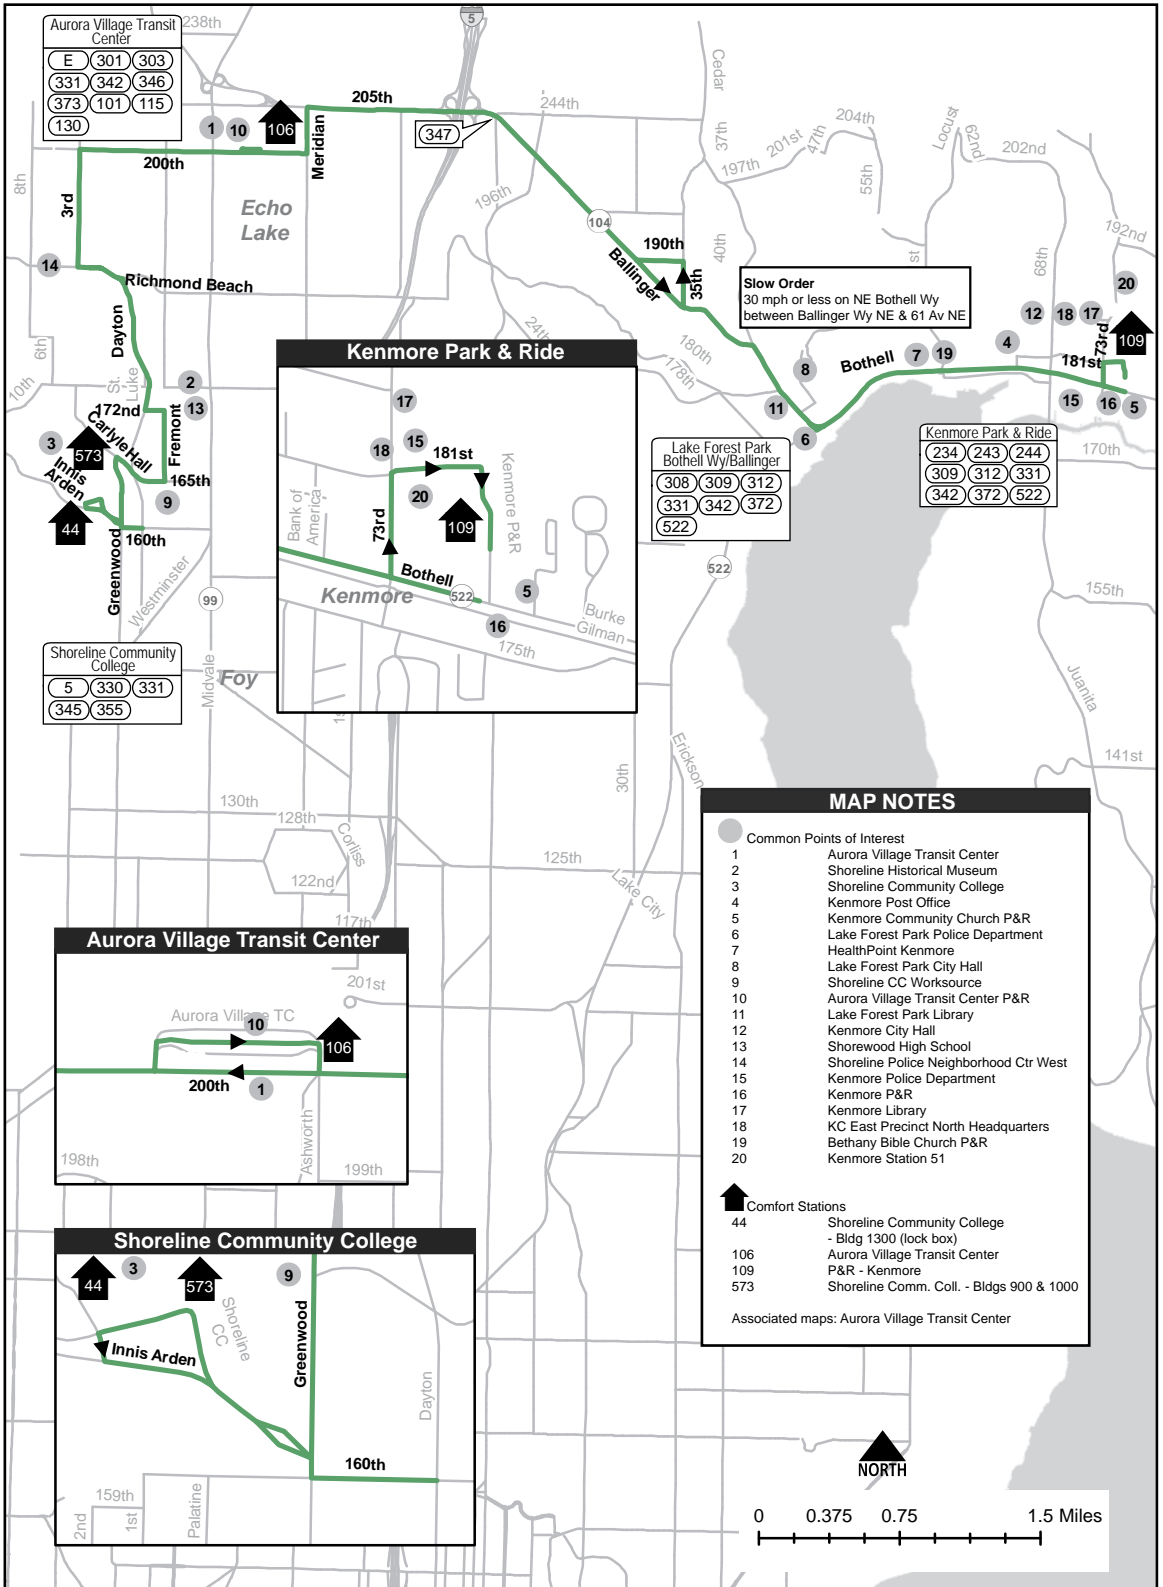 Aurora Village Transit
Center
E 301 303
331 342 346
373 101 115
130
238th
5
205th
244th
Cedar
347
1 10 106
Meridian
200th
8th
3rd
Echo
Lake
196th
104
190th
Ballinger
35th
40th
37th
197th
201st
47th
204th
55th
Locust
62nd
202nd
192nd
68th
st
14
Richmond Beach
Dayton
6th
10th
St.
Luke
2
13
172nd
Carlyle Hall
Fremont
3
573
Innis
Arden
165th
9
44
160th
Greenwood
Westminster
99
Midvale
Foy
Slow Order
30 mph or less on NE Bothell Wy
between Ballinger Wy NE & 61 Av NE
24th
180th
178th
8
11
6
Bothell
7
19
4
12
18
17
20
73rd
109
181st
15
16
5
170th
Kenmore Park & Ride
17
18
15
181st
20
109
Kenmore P&R
Bank of
America
73rd
Bothell
522
Kenmore
5
16
Burke
Gilman
175th
1s
Lake Forest Park
Bothell Wy/Ballinger
308 309 312
331 342 372
522
Kenmore Park & Ride
234 243 244
309 312 331
342 372 522
522
155th
Juanita
141st
Shoreline Community
College
5 330 331
345 355
Erickson
30th
130th
128th
Corliss
125th
122nd
Lake City
117th
Aurora Village Transit Center
201st
Aurora Village TC
10
106
200th
1
Ashworth
198th
199th
Shoreline Community College
44
3
573
9
Shoreline
CC
Innis Arden
Greenwood
Dayton
160th
159th
2nd
1st
Palatine
MAP NOTES
Common Points of Interest
1 Aurora Village Transit Center
2 Shoreline Historical Museum
3 Shoreline Community College
4 Kenmore Post Office
5 Kenmore Community Church P&R
6 Lake Forest Park Police Department
7 HealthPoint Kenmore
8 Lake Forest Park City Hall
9 Shoreline CC Worksource
10 Aurora Village Transit Center P&R
11 Lake Forest Park Library
12 Kenmore City Hall
13 Shorewood High School
14 Shoreline Police Neighborhood Ctr West
15 Kenmore Police Department
16 Kenmore P&R
17 Kenmore Library
18 KC East Precinct North Headquarters
19 Bethany Bible Church P&R
20 Kenmore Station 51
Comfort Stations
44 Shoreline Community College
- Bldg 1300 (lock box)
106 Aurora Village Transit Center
109 P&R - Kenmore
573 Shoreline Comm. Coll. - Bldgs 900 & 1000
Associated maps: Aurora Village Transit Center
NORTH
0 0.375 0.75 1.5 Miles